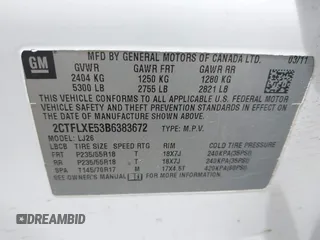 GM
MFD BY GENERAL MOTORS OF CANADA LTD.
03/11
GVWR GAWR FRT GAWR RR
2404 KG 1250 KG 1280 KG
5300 LB 2755 LB 2821 LB
THIS VEHICLE CONFORMS TO ALL APPLICABLE U.S. FEDERAL MOTOR
VEHICLE SAFETY AND THEFT PREVENTION STANDARDS IN EFFECT ON
THE DATE OF MANUFACTURE SHOWN ABOVE.
2CTFLXE53B6383672 TYPE: M.P.V.
MODEL: LJ26
TIRE SIZE SPEED RTG RIM COLD TIRE PRESSURE
FRT P235/55R18 H 18X7J 240KPA(35PSI)
RR P235/55R18 H 18X7J 240KPA(35PSI)
SPA T145/70R17 M 17X4.5T 420KPA(60PSI)
DREAMBID
DREAMBID.COM